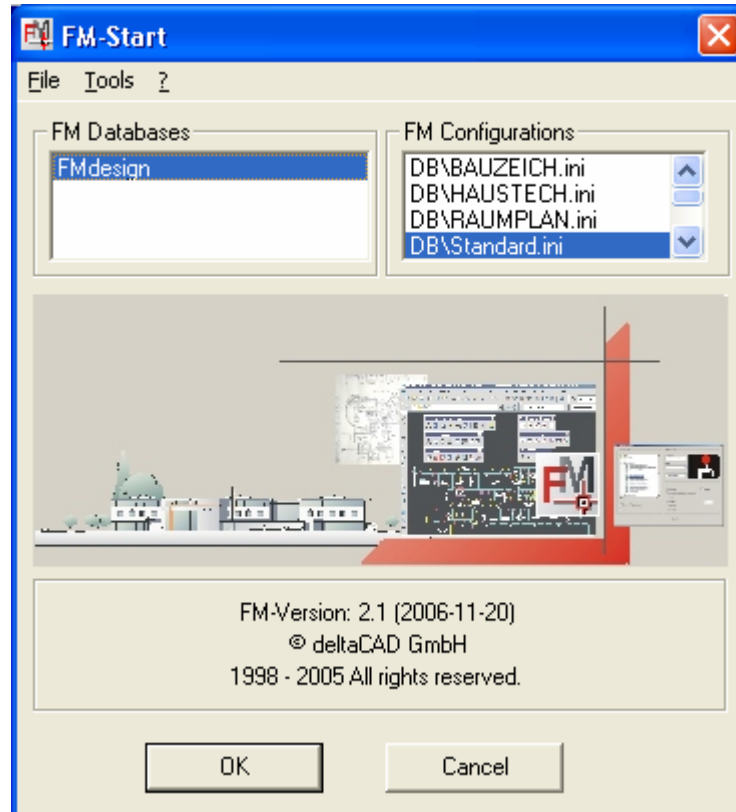 FM-Start
File Tools ?
FM Databases
FMdesign
FM Configurations
DB\BAUZEICH.ini
DB\HAUSTECH.ini
DB\RAUMPLAN.ini
DB\Standard.ini
FM
FM-Version: 2.1 (2006-11-20)
© deltaCAD GmbH
1998 - 2005 All rights reserved.
OK
Cancel